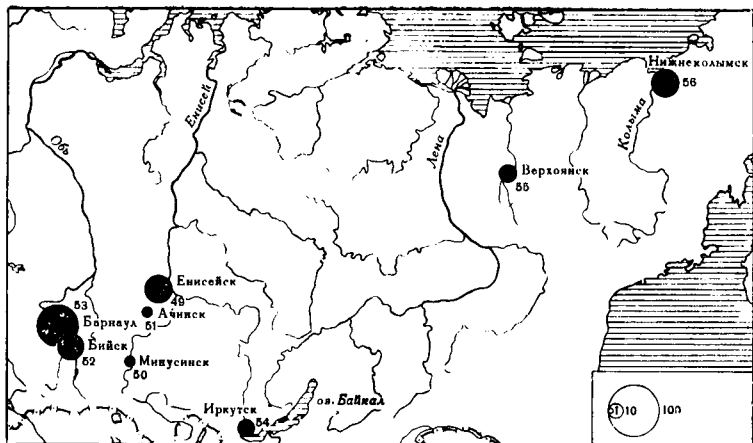 Нижнеколымск
56
Енисей
Колыма
Обь
Лена
Верхоянск
55
Енисейск
49
53
Ачинск
51
Барнаул
Бийск
52
Минусинск
50
оз. Байкал
Иркутск
54
10
100